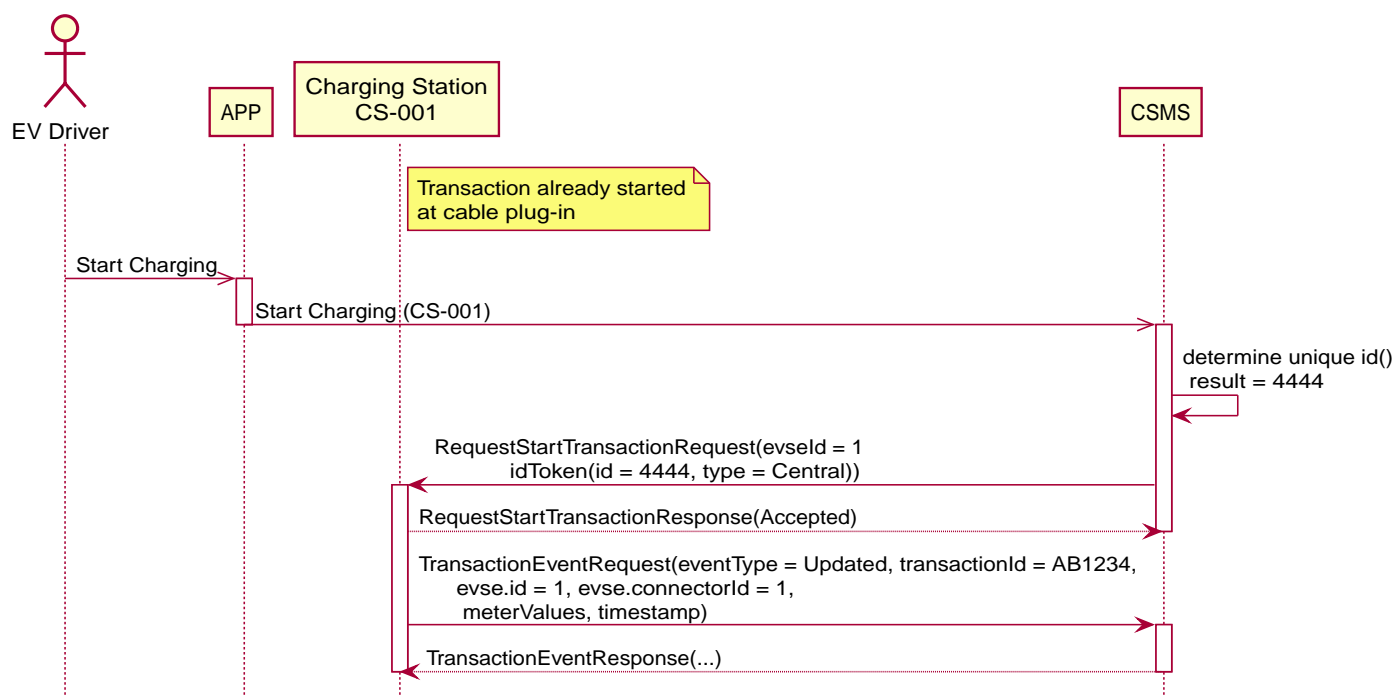 EV Driver
APP
Charging Station
CS-001
CSMS
Transaction already started
at cable plug-in
Start Charging
Start Charging (CS-001)
determine unique id()
result = 4444
RequestStartTransactionRequest(evseId = 1
idToken(id = 4444, type = Central))
RequestStartTransactionResponse(Accepted)
TransactionEventRequest(eventType = Updated, transactionId = AB1234,
evse.id = 1, evse.connectorId = 1,
meterValues, timestamp)
TransactionEventResponse(...)